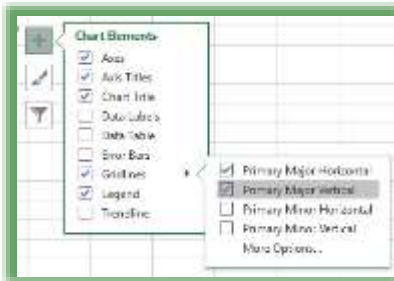 Chart Elements
Axes
Axis Titles
Chart Title
Data Labels
Data Table
Error Bars
Gridlines
Legend
Trendline
Primary Major Horizontal
Primary Major Vertical
Primary Minor Horizontal
Primary Minor Vertical
More Options...